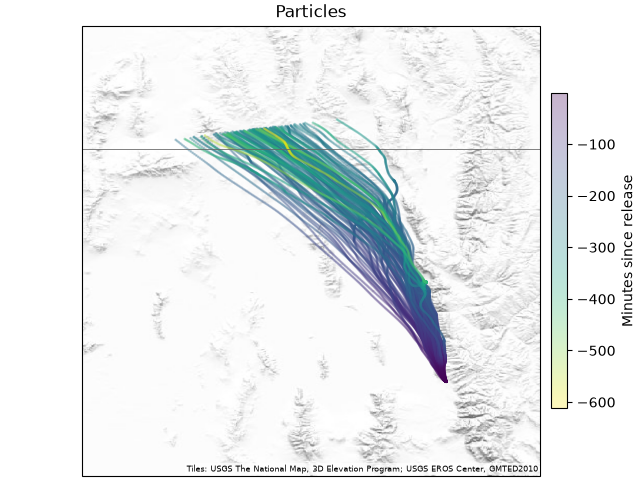 Particles
−100
−200
−300
−400
−500
−600
Minutes since release
Tiles: USGS The National Map, 3D Elevation Program; USGS EROS Center, GMTED2010